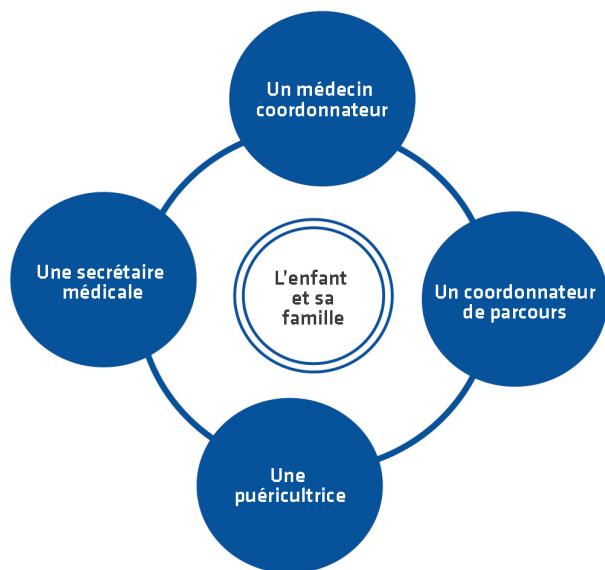 Un médecin
coordonnateur
Une secrétaire
médicale
L'enfant
et sa
famille
Un coordonnateur
de parcours
Une
puéricultrice